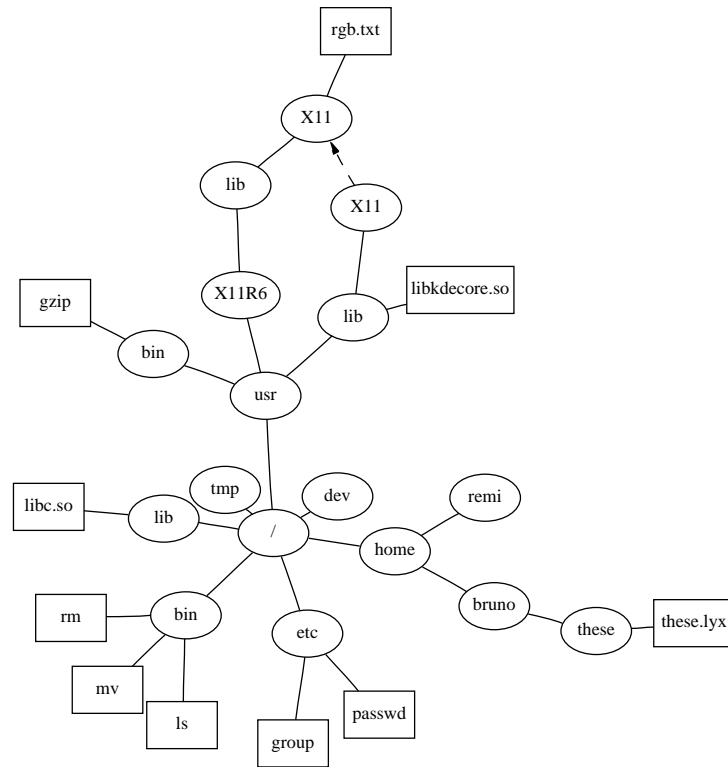 rgb.txt
X11
lib
X11
X11R6
gzip
libkdecore.so
lib
bin
usr
tmp
dev
remi
libc.so
lib
/
home
rm
bin
bruno
these
these.lyx
etc
mv
ls
passwd
group